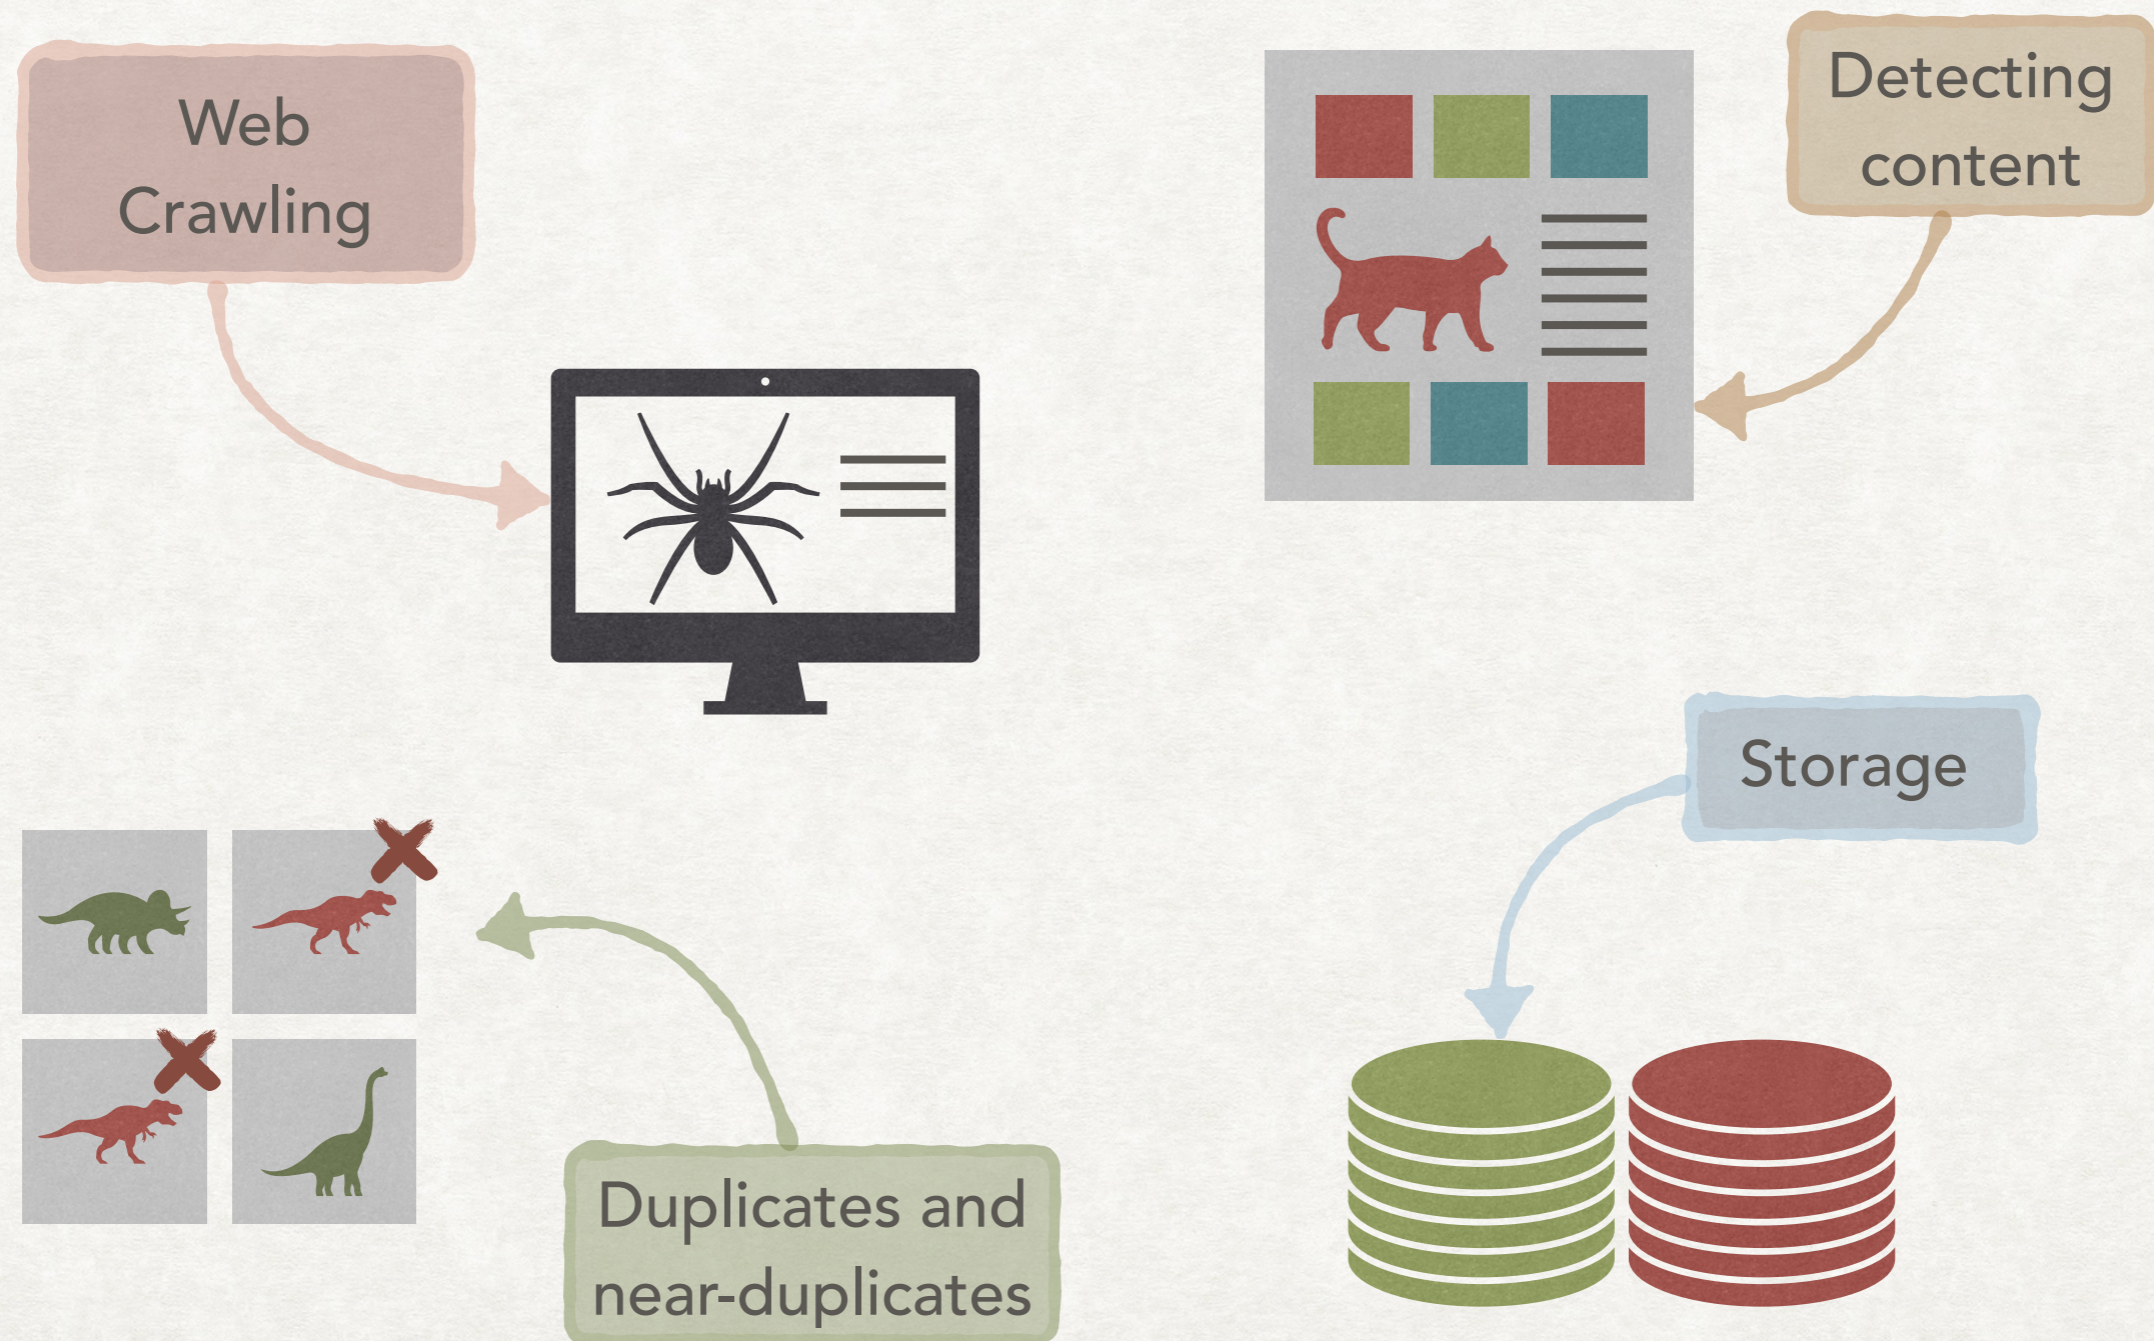 Web
Crawling
Detecting
content
Storage
Duplicates and
near-duplicates